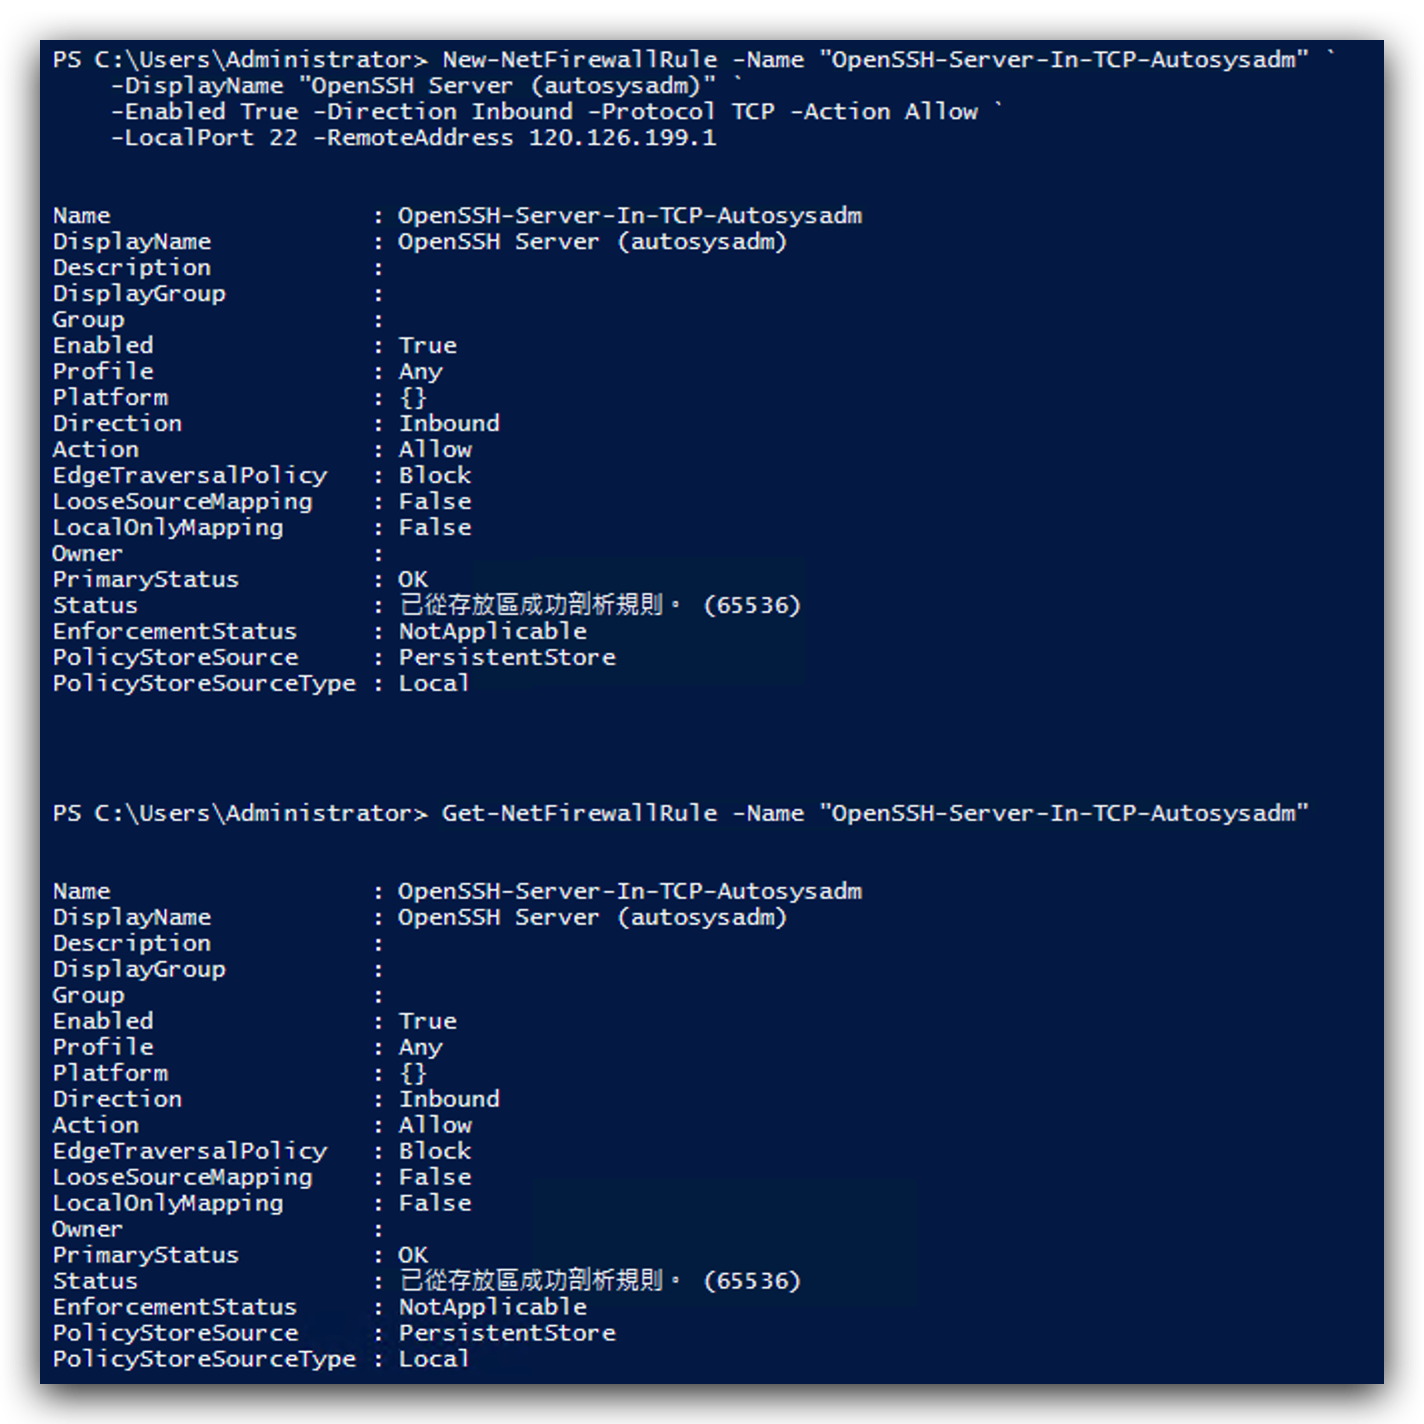 PS C:\Users\Administrator> New-NetFirewallRule -Name "OpenSSH-Server-In-TCP-Autosysadm" `
-DisplayName "OpenSSH Server (autosysadm)" `
-Enabled True -Direction Inbound -Protocol TCP -Action Allow `
-LocalPort 22 -RemoteAddress 120.126.199.1
Name : OpenSSH-Server-In-TCP-Autosysadm
DisplayName : OpenSSH Server (autosysadm)
Description :
DisplayGroup :
Group :
Enabled : True
Profile : Any
Platform : {}
Direction : Inbound
Action : Allow
EdgeTraversalPolicy : Block
LooseSourceMapping : False
LocalOnlyMapping : False
Owner :
PrimaryStatus : OK
Status : 已從存放區成功剖析規則。 (65536)
EnforcementStatus : NotApplicable
PolicyStoreSource : PersistentStore
PolicyStoreSourceType : Local
PS C:\Users\Administrator> Get-NetFirewallRule -Name "OpenSSH-Server-In-TCP-Autosysadm"
Name : OpenSSH-Server-In-TCP-Autosysadm
DisplayName : OpenSSH Server (autosysadm)
Description :
DisplayGroup :
Group :
Enabled : True
Profile : Any
Platform : {}
Direction : Inbound
Action : Allow
EdgeTraversalPolicy : Block
LooseSourceMapping : False
LocalOnlyMapping : False
Owner :
PrimaryStatus : OK
Status : 已從存放區成功剖析規則。 (65536)
EnforcementStatus : NotApplicable
PolicyStoreSource : PersistentStore
PolicyStoreSourceType : Local